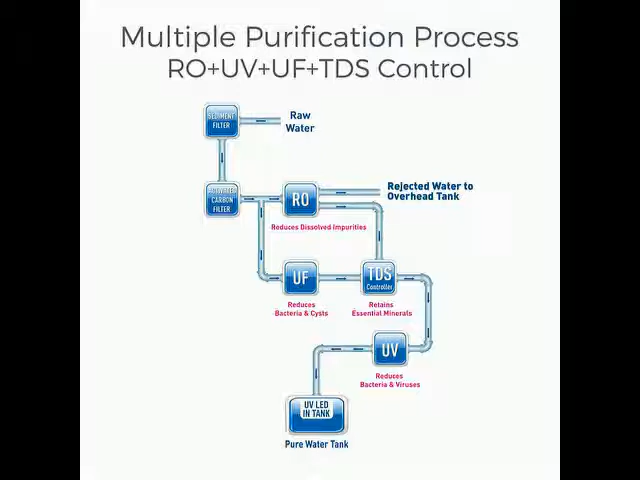 Multiple Purification Process
RO+UV+UF+TDS Control
SEDIMENT
FILTER
Raw
Water
ACTIVATED
CARBON
FILTER
RO
Rejected Water to
Overhead Tank
Reduces Dissolved Impurities
UF
TDS
Controller
Reduces
Bacteria & Cysts
Retains
Essential Minerals
UV
Reduces
Bacteria & Viruses
UV LED
IN TANK
Pure Water Tank